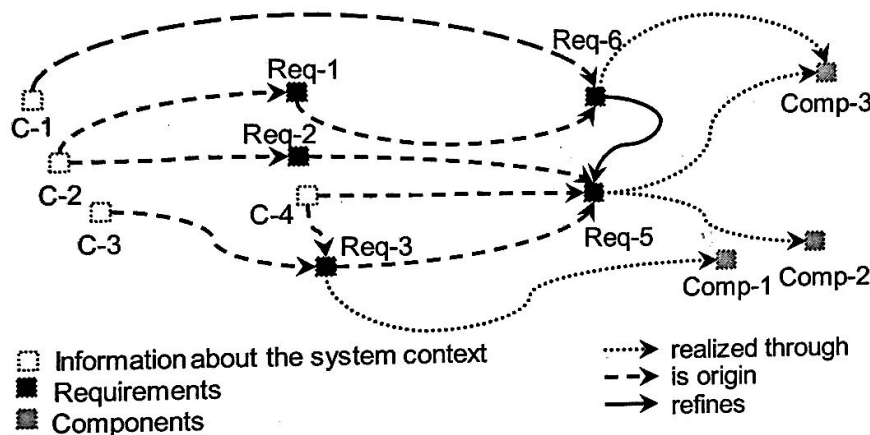 Req-6
Req-1
Comp-3
C-1
Req-2
C-2
C-4
C-3
Req-3
Req-5
Comp-1
Comp-2
Information about the system context
Requirements
Components
realized through
is origin
refines